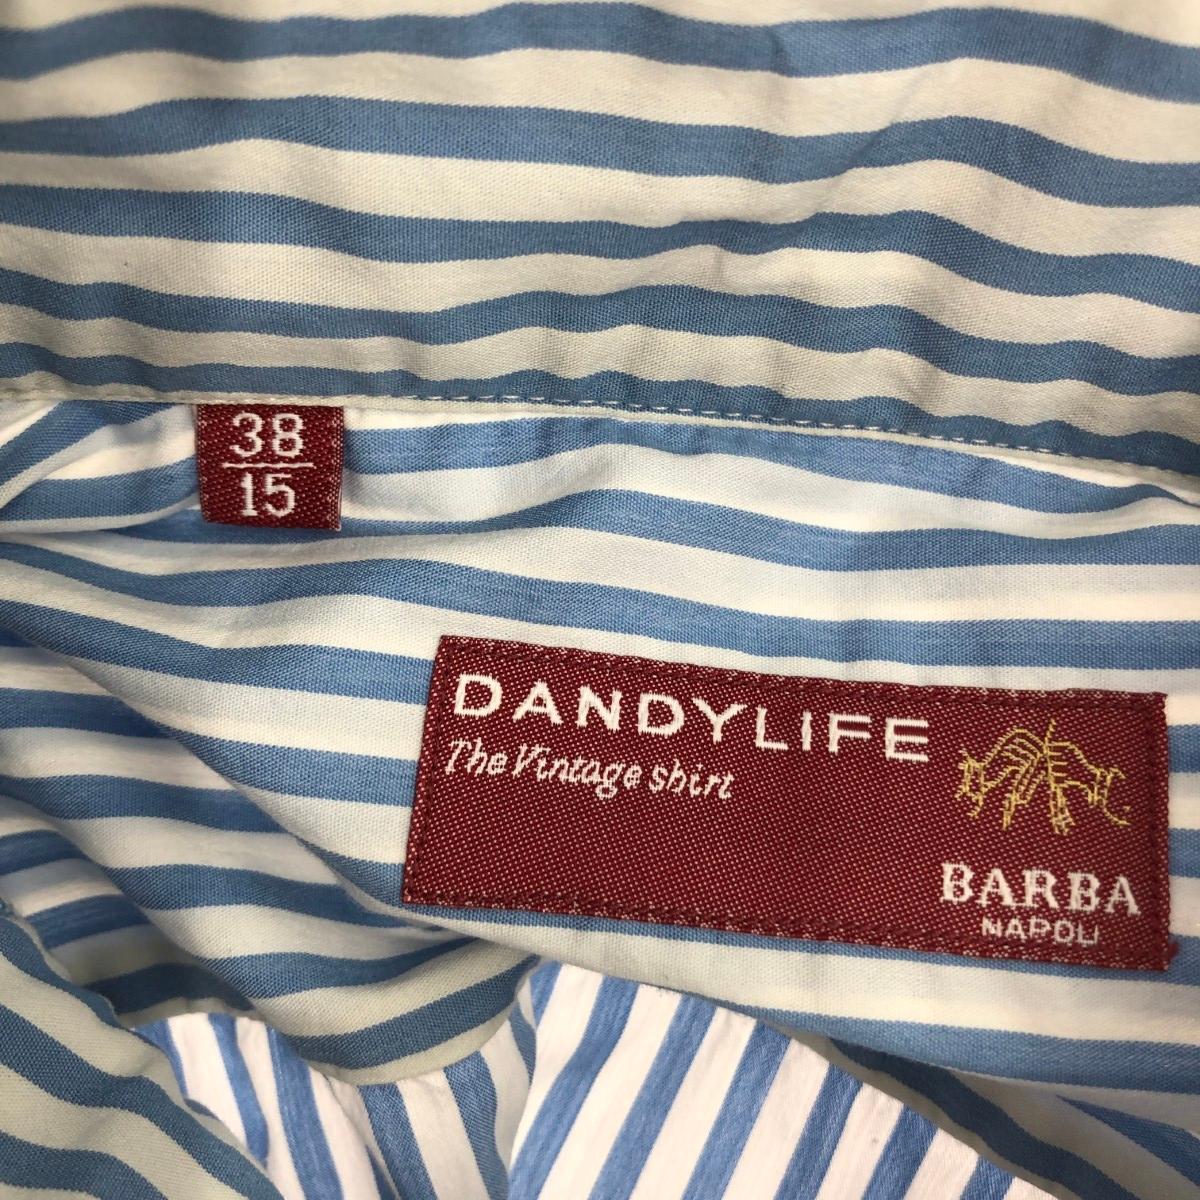 38
15
DANDYLIFE
The Vintage shirt
BARBA
NAPOLI